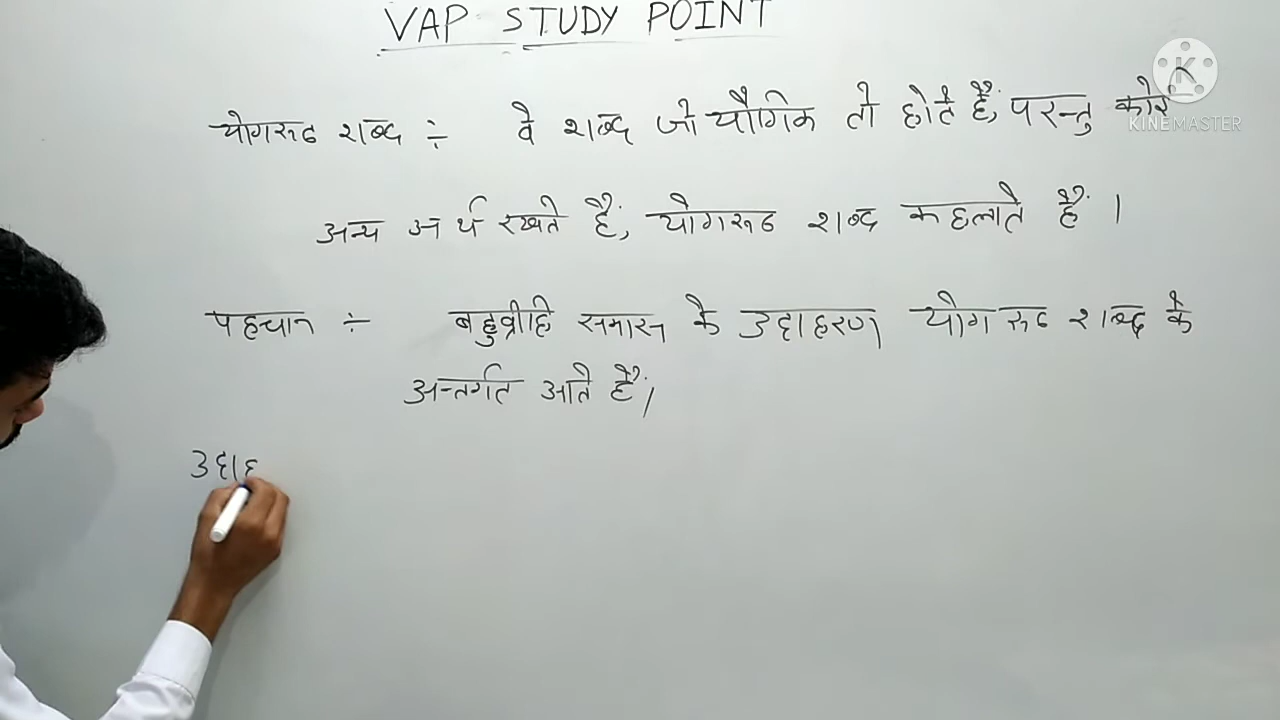 VAP STUDY POINT
योगरूढ शब्द ÷ वे शब्द जो यौगिक तो होते हैं, परन्तु कोई
KINEMASTER
अन्य अर्थ रखते हैं, योगरूढ शब्द कहलाते हैं ।
पहचान ÷ बहुव्रीहि समास के उद्दाहरण योगरूढ शब्द के
अन्तर्गत आते हैं।
उद्दाह